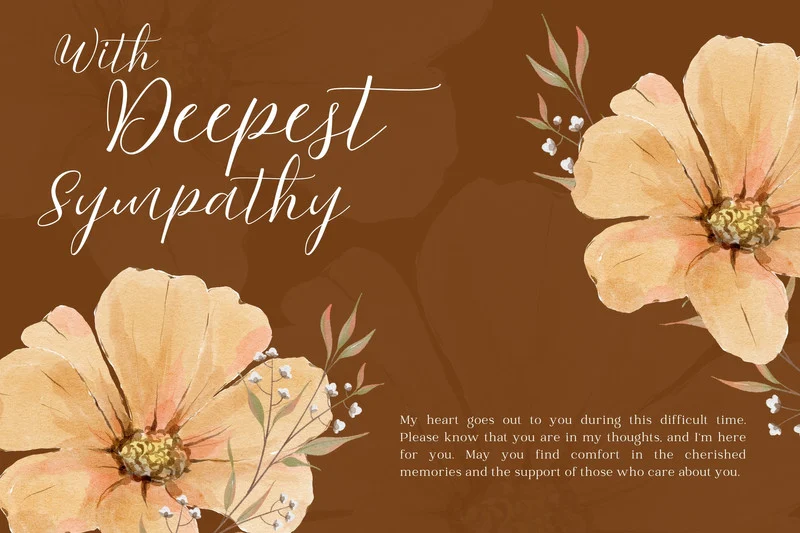 With
Deepest
Sympathy
My heart goes out to you during this difficult time.
Please know that you are in my thoughts, and I'm here
for you. May you find comfort in the cherished
memories and the support of those who care about you.